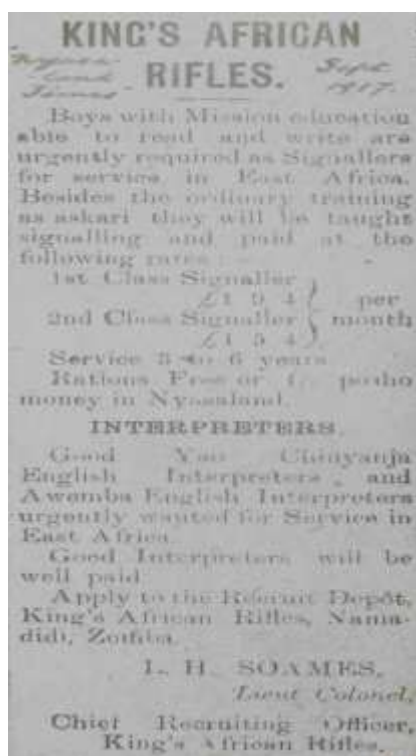 KING'S AFRICAN
RIFLES.
Sept
1917.
Boys with Mission education
able to read and write are
urgently required as Signallers
for service in East Africa.
Besides the ordinary training
as askari they will be taught
signalling and paid at the
following rates :—
1st Class Signaller
£1 9 4 } per
2nd Class Signaller month
£1 5 4
Service 3 to 6 years
Rations Free or posho
money in Nyasaland.
INTERPRETERS.
Good Yao Chinyanja
English Interpreters, and
Awemba English Interpreters
urgently wanted for Service in
East Africa.
Good Interpreters will be
well paid
Apply to the Recruit Depôt,
King's African Rifles, Nama-
didi, Zomba.
L. H. SOAMES,
Lieut Colonel,
Chief Recruiting Officer,
King's African Rifles.